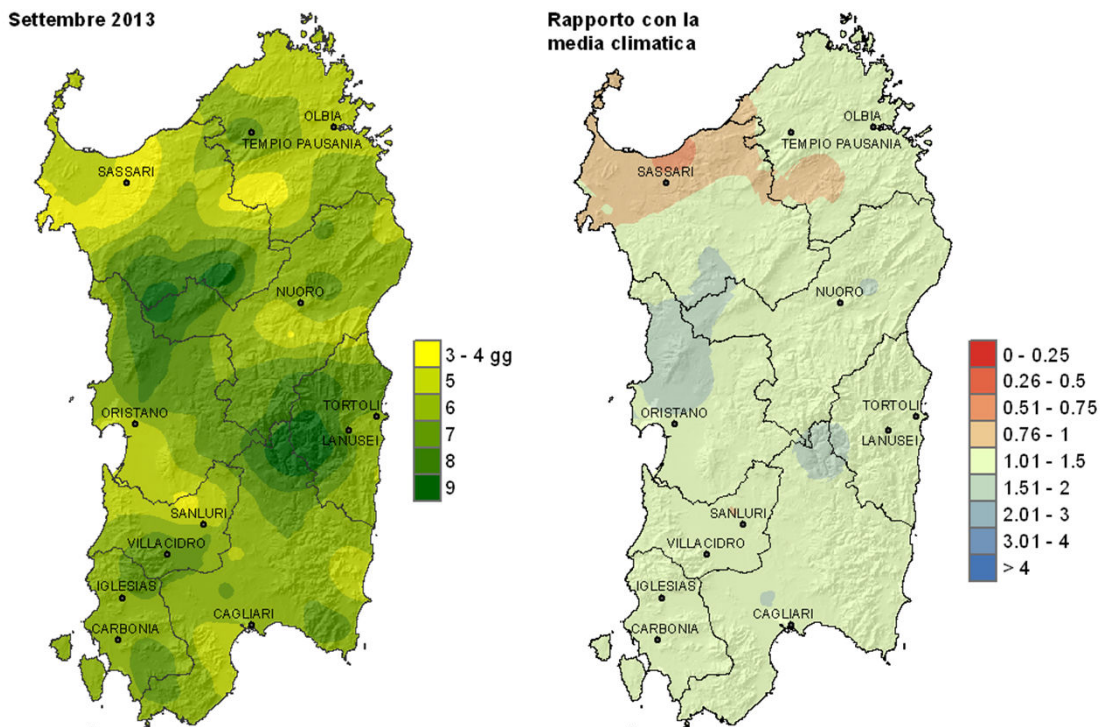 Settembre 2013
OLBIA
TEMPIO PAUSANIA
SASSARI
NUORO
ORISTANO
TORTOLI
LANUSEI
SANLURI
VILLACIDRO
IGLESIAS
CAGLIARI
CARBONIA
3 - 4 gg
5
6
7
8
9
Rapporto con la
media climatica
OLBIA
TEMPIO PAUSANIA
SASSARI
NUORO
ORISTANO
TORTOLI
LANUSEI
SANLURI
VILLACIDRO
IGLESIAS
CAGLIARI
CARBONIA
0 - 0.25
0.26 - 0.5
0.51 - 0.75
0.76 - 1
1.01 - 1.5
1.51 - 2
2.01 - 3
3.01 - 4
> 4